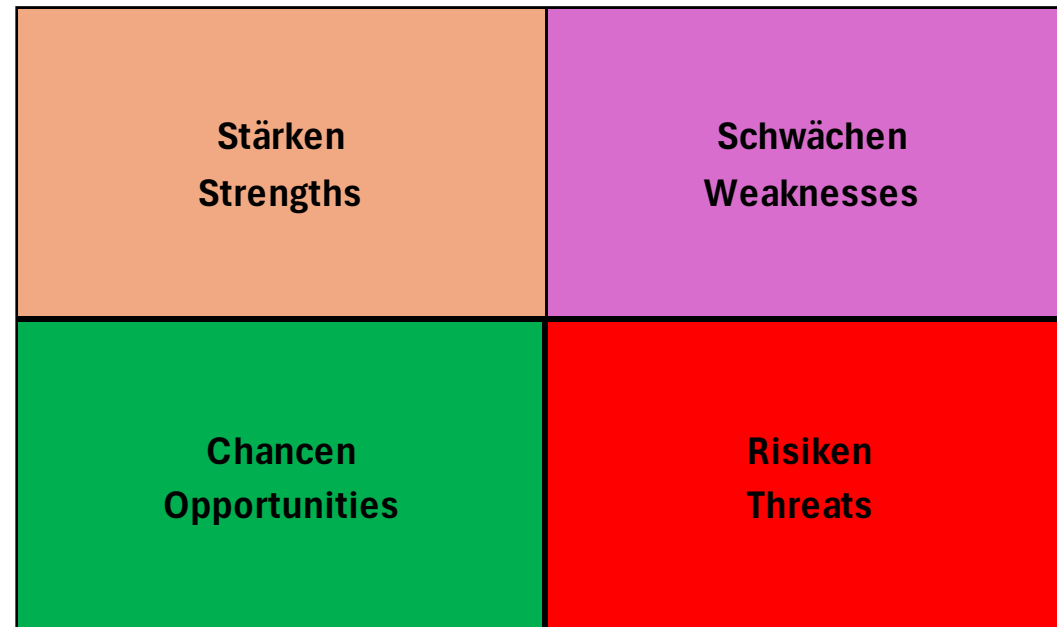 Stärken
Strengths
Schwächen
Weaknesses
Chancen
Opportunities
Risiken
Threats